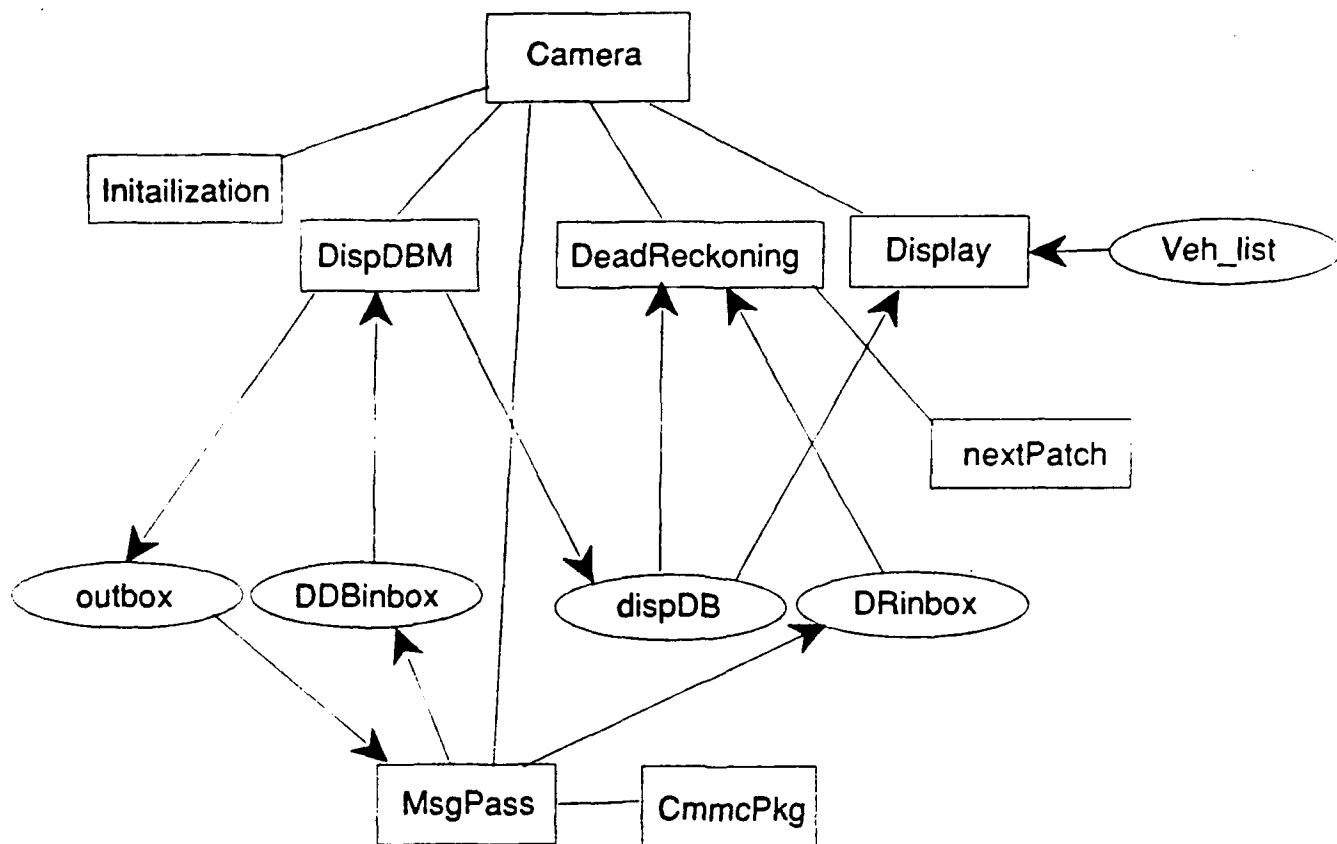 Camera
Initailization
DispDBM
DeadReckoning
Display
Veh_list
nextPatch
outbox
DDBinbox
dispDB
DRinbox
MsgPass
CmmcPkg